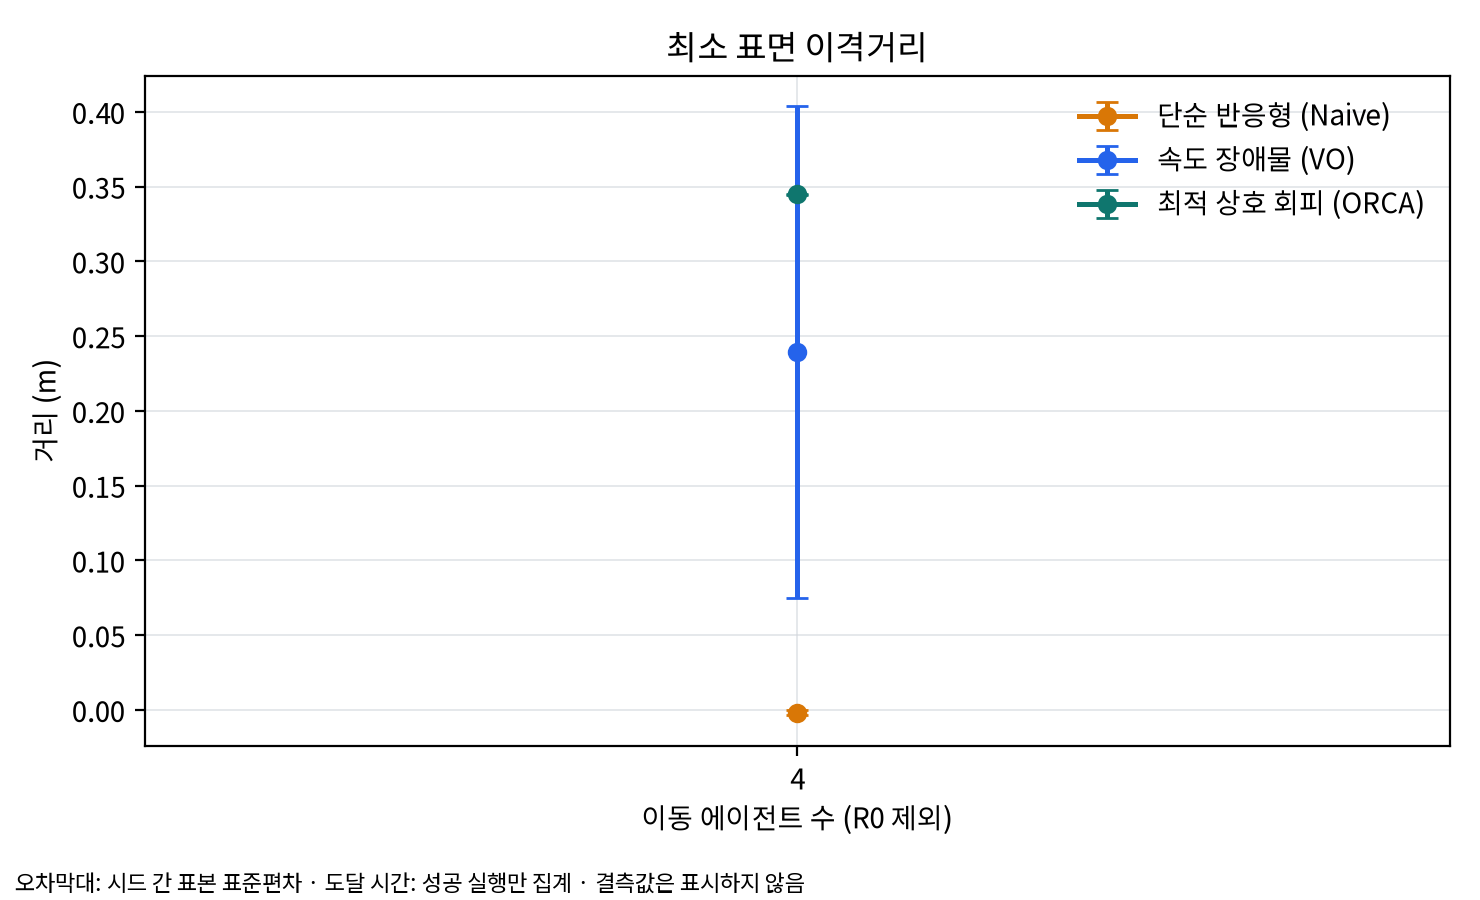 최소 표면 이격거리
단순 반응형 (Naive)
속도 장애물 (VO)
최적 상호 회피 (ORCA)
거리 (m)
0.40
0.35
0.30
0.25
0.20
0.15
0.10
0.05
0.00
4
이동 에이전트 수 (R0 제외)
오차막대: 시드 간 표본 표준편차 · 도달 시간: 성공 실행만 집계 · 결측값은 표시하지 않음